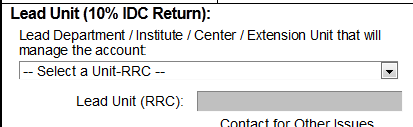 Lead Unit (10% IDC Return):
Lead Department / Institute / Center / Extension Unit that will
manage the account:
-- Select a Unit-RRC --
Lead Unit (RRC):
Contact for Other Issues